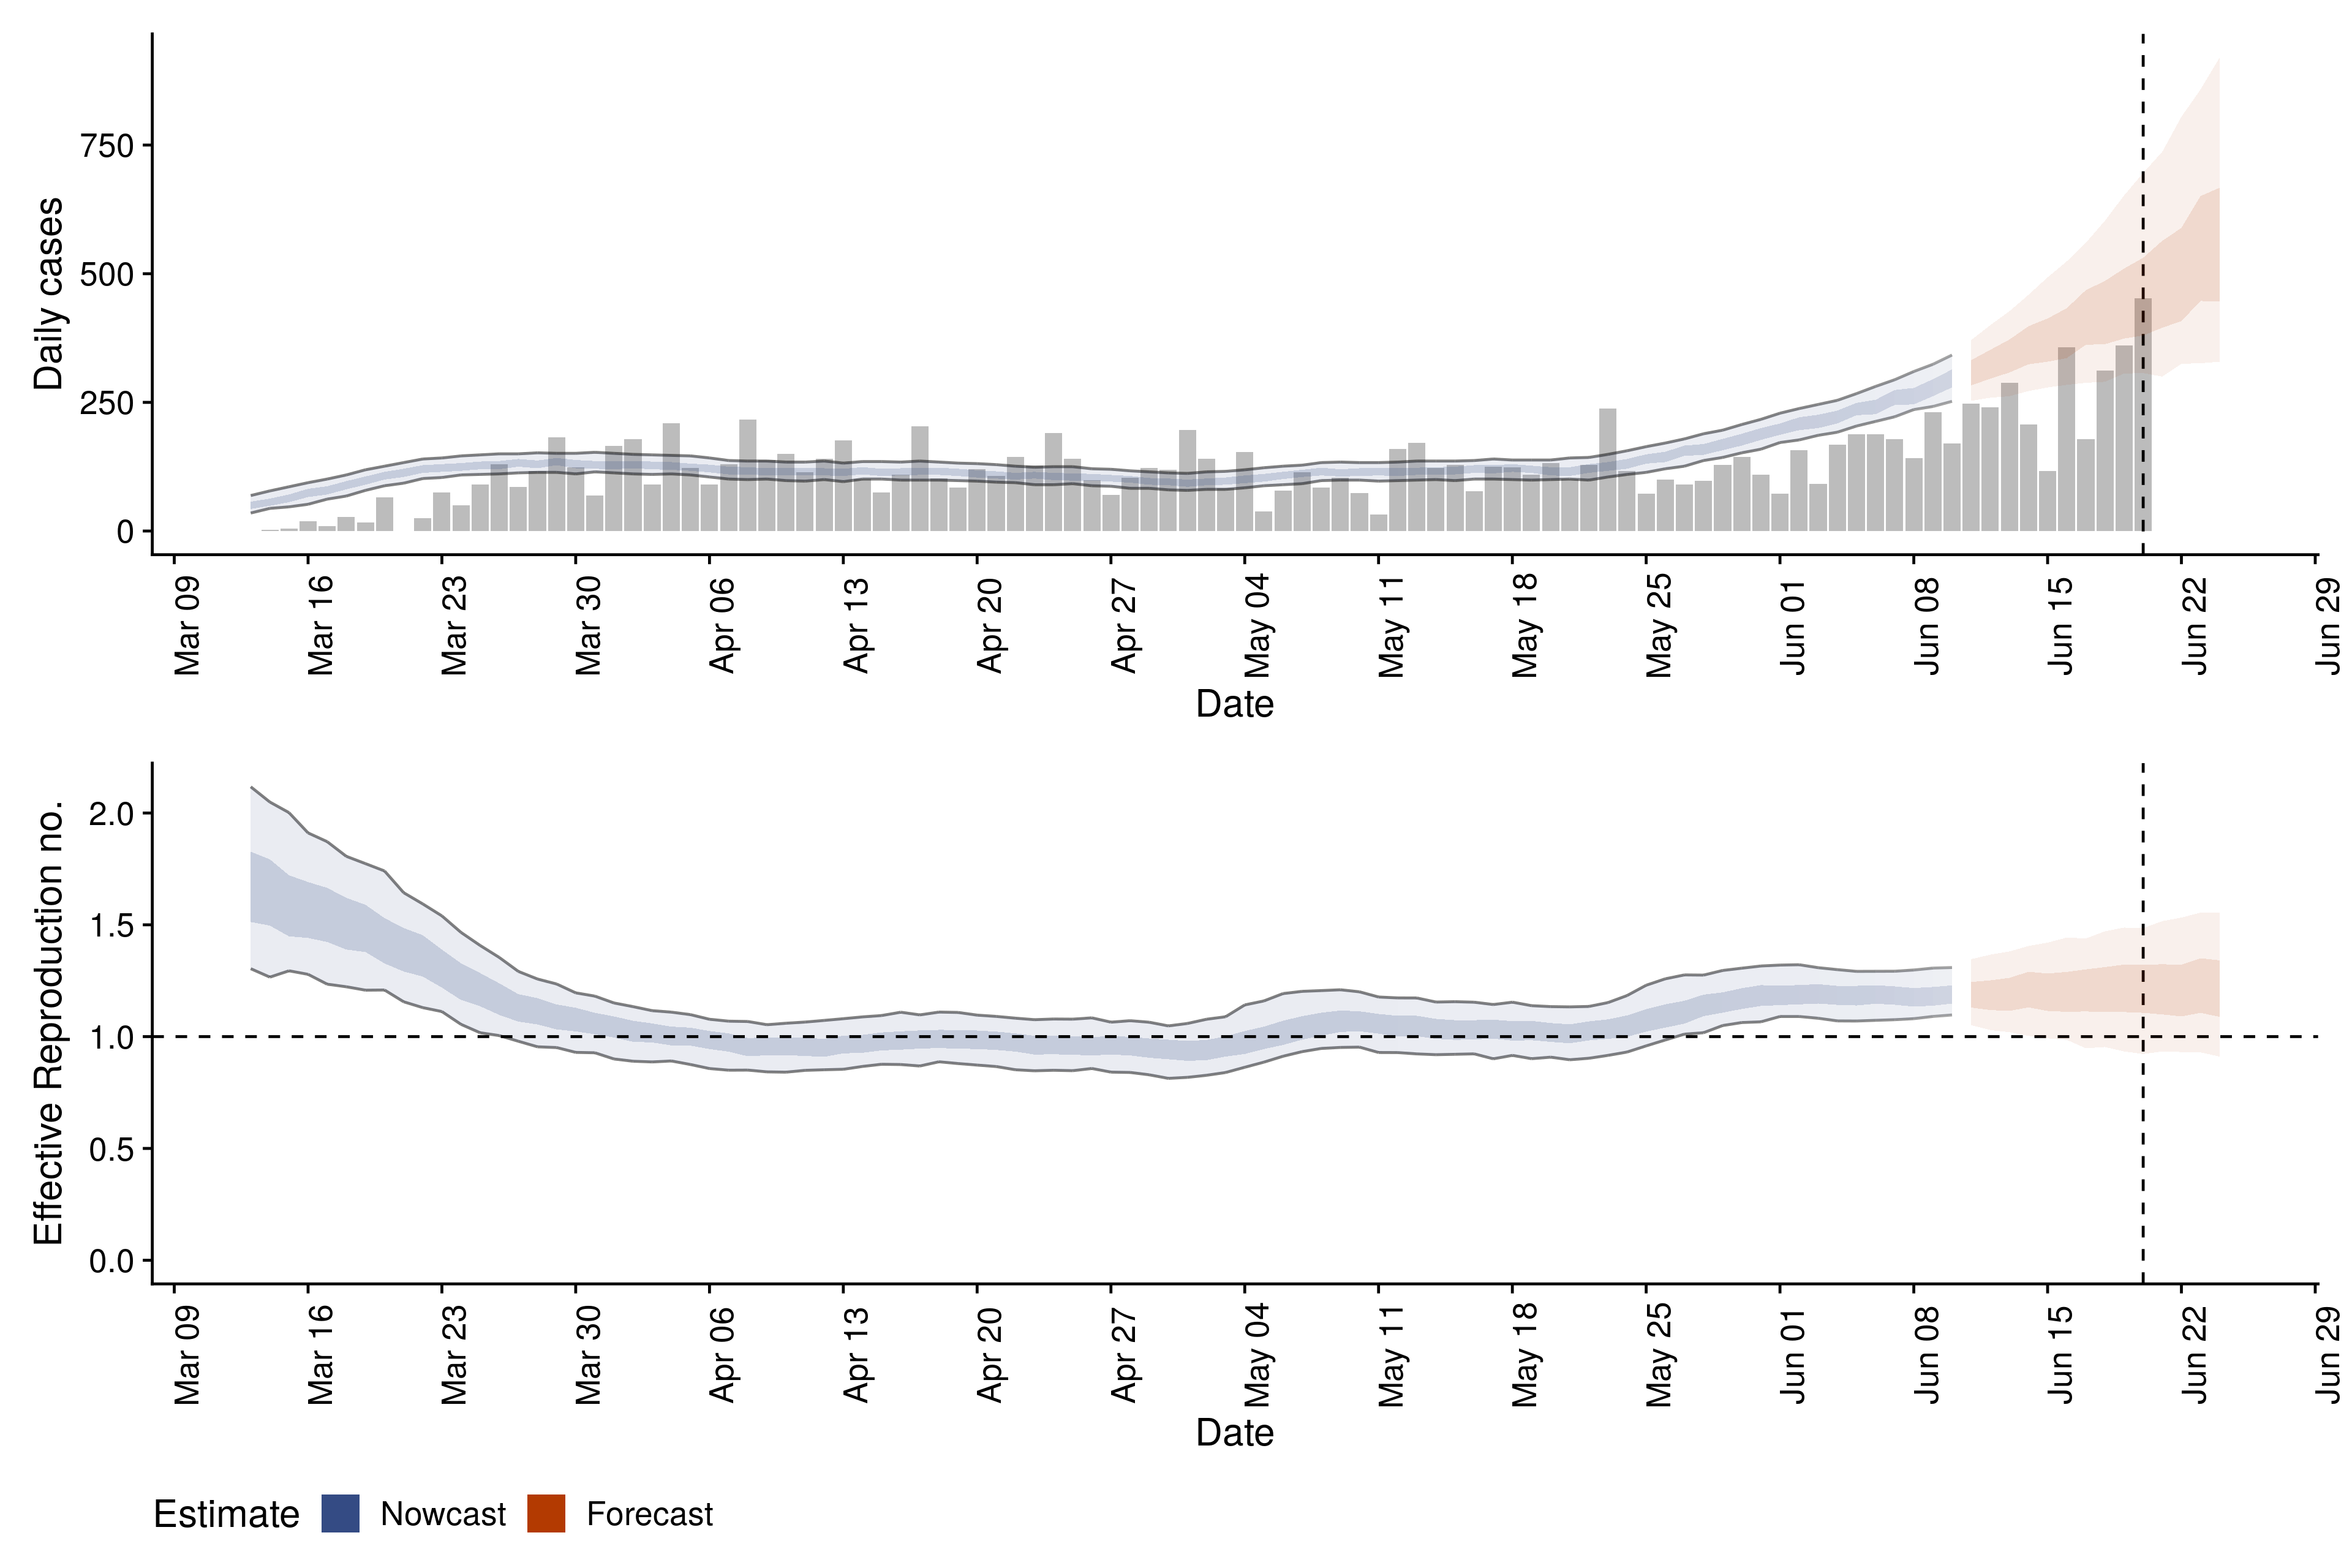 Daily cases
750
500
250
0
Mar 09
Mar 16
Mar 23
Mar 30
Apr 06
Apr 13
Apr 20
Apr 27
May 04
May 11
May 18
May 25
Jun 01
Jun 08
Jun 15
Jun 22
Jun 29
Date
Effective Reproduction no.
2.0
1.5
1.0
0.5
0.0
Mar 09
Mar 16
Mar 23
Mar 30
Apr 06
Apr 13
Apr 20
Apr 27
May 04
May 11
May 18
May 25
Jun 01
Jun 08
Jun 15
Jun 22
Jun 29
Date
Estimate Nowcast Forecast